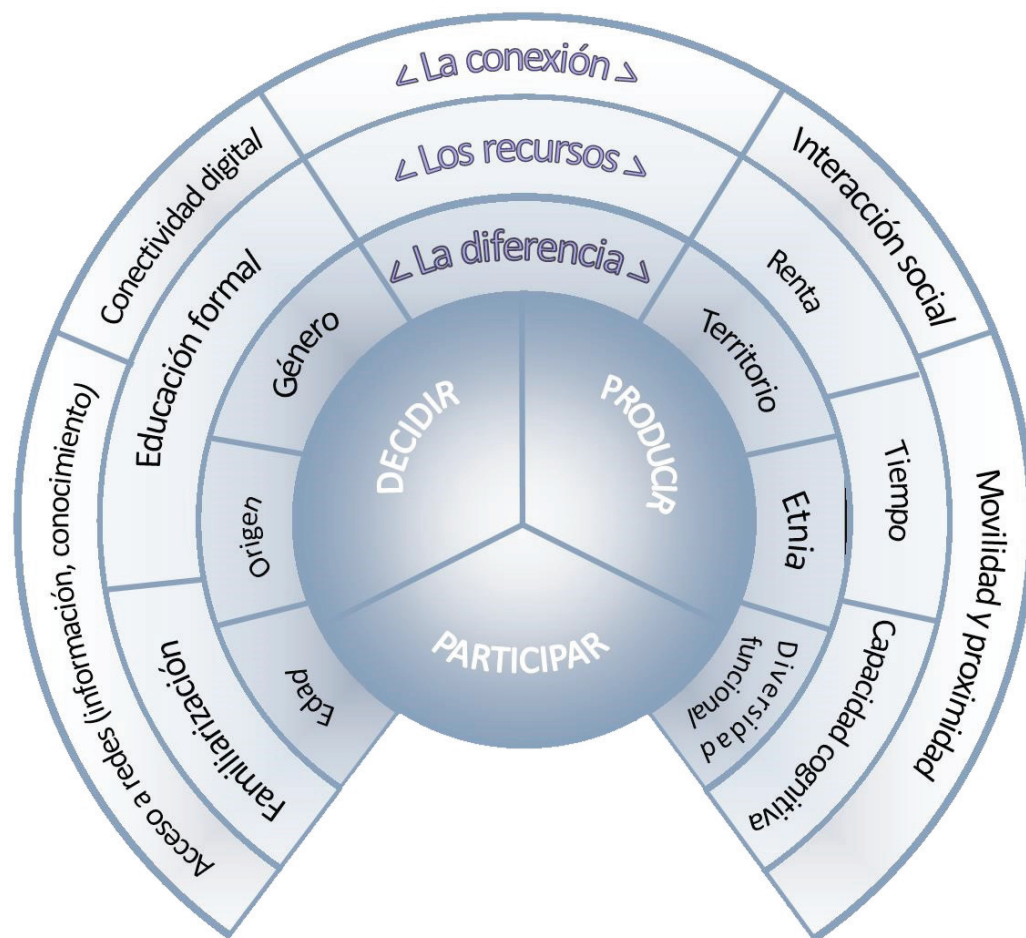 < La conexión >
< Los recursos >
< La diferencia >
Conectividad digital
Acceso a redes (información, conocimiento)
Interacción social
Movilidad y proximidad
Educación formal
Familiarización
Renta
Tiempo
Capacidad cognitiva
Género
Origen
Edad
Territorio
Etnia
Diversidad
funcional
DECIDIR
PRODUCIR
PARTICIPAR